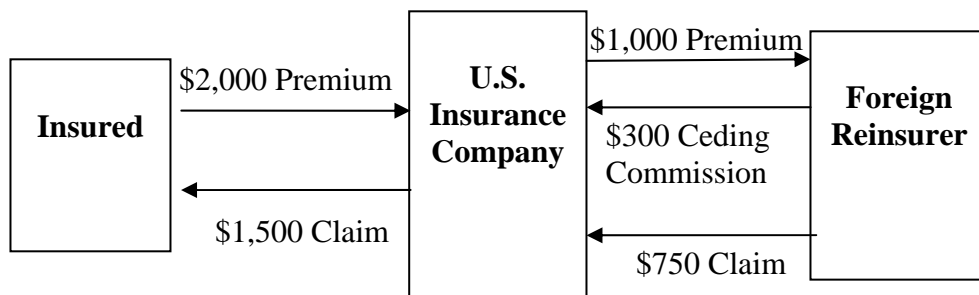 Insured
$2,000 Premium
$1,500 Claim
U.S.
Insurance
Company
$1,000 Premium
$300 Ceding
Commission
$750 Claim
Foreign
Reinsurer